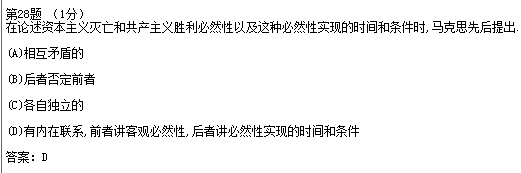 第28题 （1分）
在论述资本主义灭亡和共产主义胜利必然性以及这种必然性实现的时间和条件时,马克思先后提出.
(A)相互矛盾的
(B)后者否定前者
(C)各自独立的
(D)有内在联系,前者讲客观必然性,后者讲必然性实现的时间和条件
答案: D